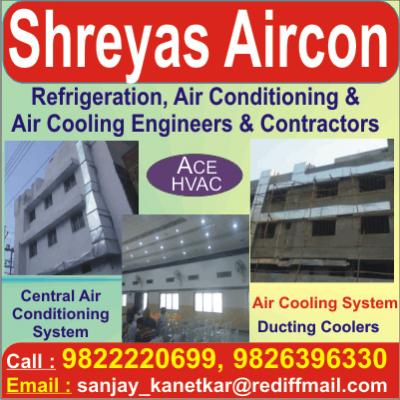 Shreyas Aircon
Refrigeration, Air Conditioning &
Air Cooling Engineers & Contractors
ACE
HVAC
Central Air
Conditioning
System
Air Cooling System
Ducting Coolers
Call : 9822220699, 9826396330
Email : sanjay_kanetkar@rediffmail.com